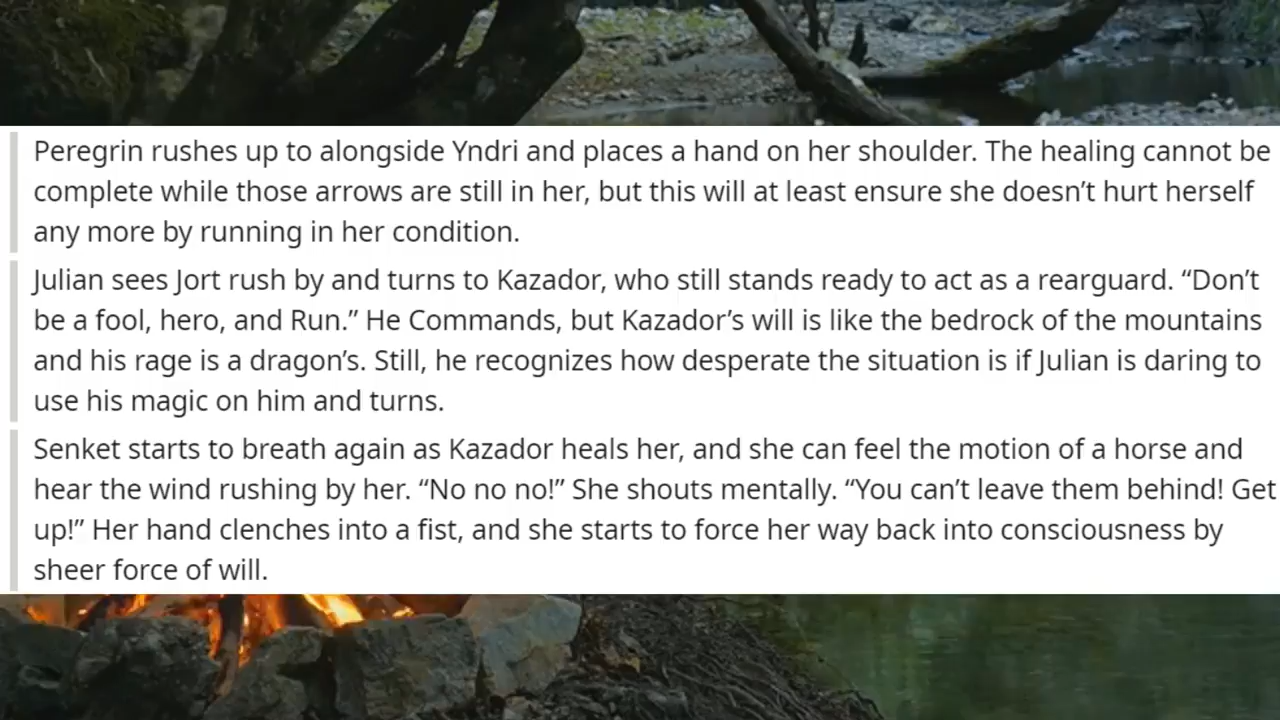 Peregrin rushes up to alongside Yndri and places a hand on her shoulder. The healing cannot be
complete while those arrows are still in her, but this will at least ensure she doesn’t hurt herself
any more by running in her condition.
Julian sees Jort rush by and turns to Kazador, who still stands ready to act as a rearguard. “Don’t
be a fool, hero, and Run.” He Commands, but Kazador’s will is like the bedrock of the mountains
and his rage is a dragon’s. Still, he recognizes how desperate the situation is if Julian is daring to
use his magic on him and turns.
Senket starts to breath again as Kazador heals her, and she can feel the motion of a horse and
hear the wind rushing by her. “No no no!” She shouts mentally. “You can’t leave them behind! Get
up!” Her hand clenches into a fist, and she starts to force her way back into consciousness by
sheer force of will.